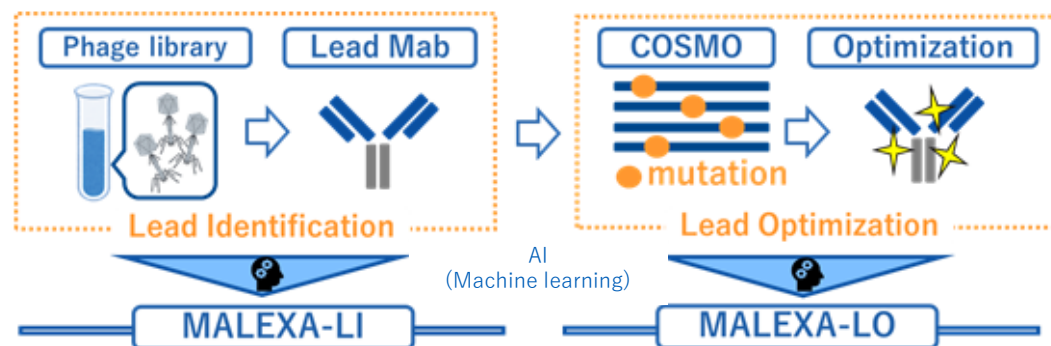 Phage library
Lead Mab
COSMO
Optimization
mutation
Lead Identification
Lead Optimization
AI
(Machine learning)
MALEXA-LI
MALEXA-LO